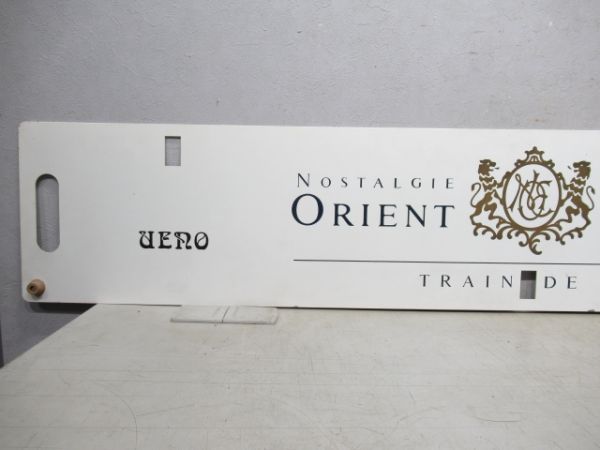 NOSTALGIE
ORIENT
UENO
TRAIN DE